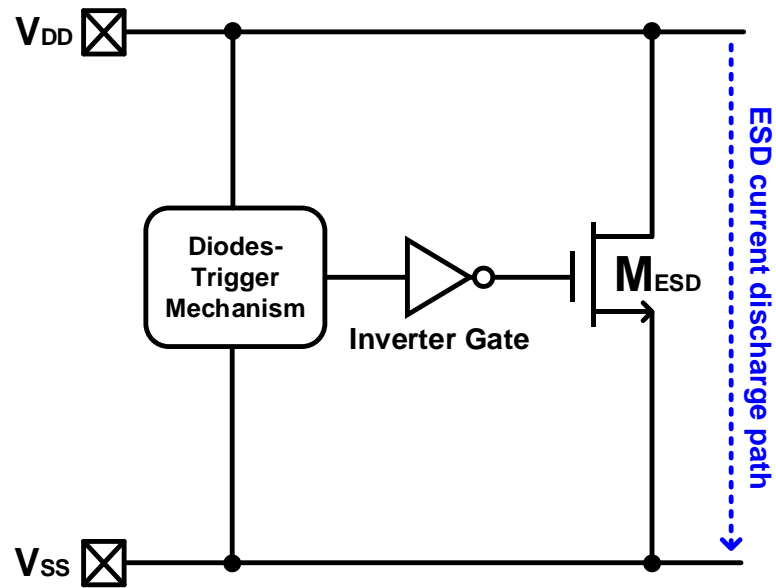 VDD
Diodes-
Trigger
Mechanism
Inverter Gate
MESD
ESD current discharge path
VSS